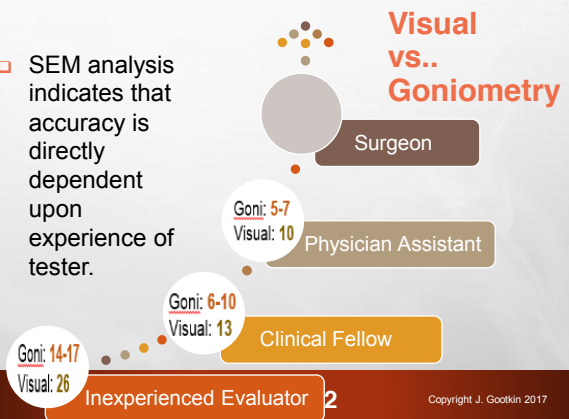 Visual
vs..
Goniometry
SEM analysis
indicates that
accuracy is
directly
dependent
upon
experience of
tester.
Surgeon
Goni: 5-7
Visual: 10
Physician Assistant
Goni: 6-10
Visual: 13
Clinical Fellow
Goni: 14-17
Visual: 26
Inexperienced Evaluator
2
Copyright J. Gootkin 2017